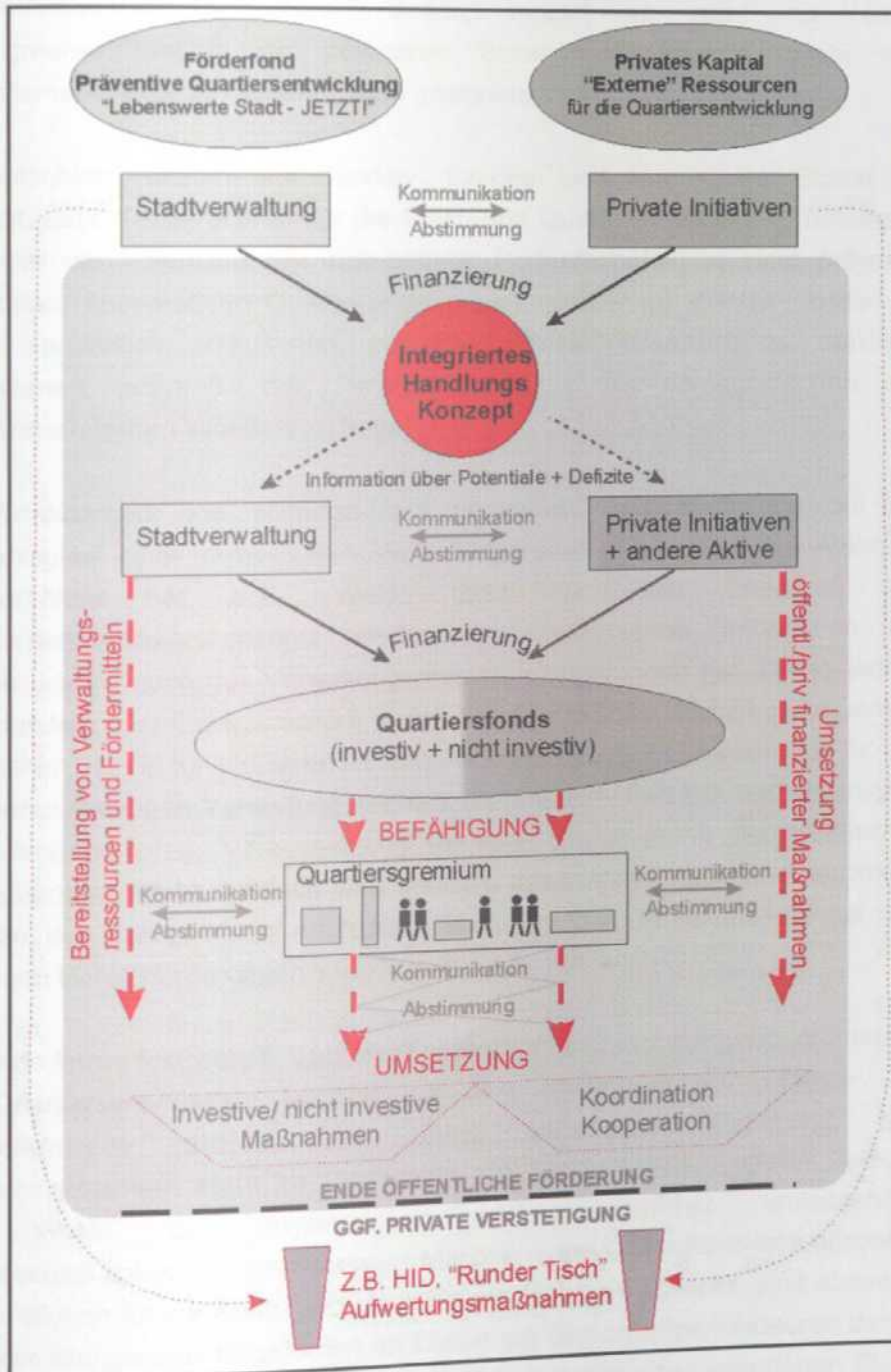 Förderfond
Präventive Quartiersentwicklung
"Lebenswerte Stadt - JETZT!"
Privates Kapital
"Externe" Ressourcen
für die Quartiersentwicklung
Stadtverwaltung
Kommunikation
Abstimmung
Private Initiativen
Finanzierung
Integriertes
Handlungs
Konzept
Information über Potentiale + Defizite
Stadtverwaltung
Kommunikation
Abstimmung
Private Initiativen
+ andere Aktive
Finanzierung
Bereitstellung von Verwaltungs-
ressourcen und Fördermitteln
Umsetzung
öffentl./priv finanzierter Maßnahmen
Quartiersfonds
(investiv + nicht investiv)
BEFÄHIGUNG
Quartiersgremium
Kommunikation
Abstimmung
Kommunikation
Abstimmung
Kommunikation
Abstimmung
UMSETZUNG
Investive/ nicht investive
Maßnahmen
Koordination
Kooperation
ENDE ÖFFENTLICHE FÖRDERUNG
GGF. PRIVATE VERSTETIGUNG
Z.B. HID, "Runder Tisch"
Aufwertungsmaßnahmen